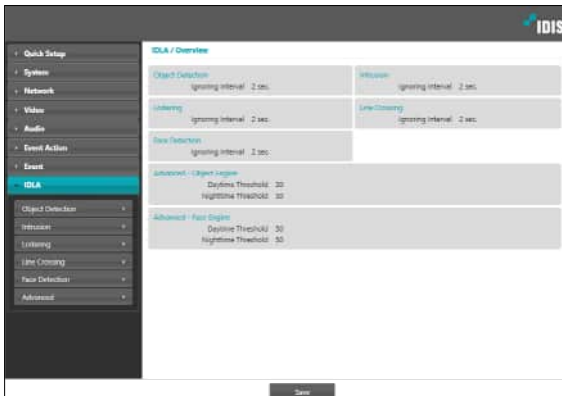 IDIS
Quick Setup
System
Network
Video
Audio
Event Action
Event
IDLA
Object Detection
Intrusion
Loitering
Line Crossing
Face Detection
Advanced
IDLA / Overview
Object Detection
Ignoring Interval 2 sec.
Intrusion
Ignoring Interval 2 sec.
Loitering
Ignoring Interval 2 sec.
Line Crossing
Ignoring Interval 2 sec.
Face Detection
Ignoring Interval 2 sec.
Advanced - Object Engine
Daytime Threshold
Nighttime Threshold
Advanced - Face Engine
Daytime Threshold 50
Nighttime Threshold 50
Save